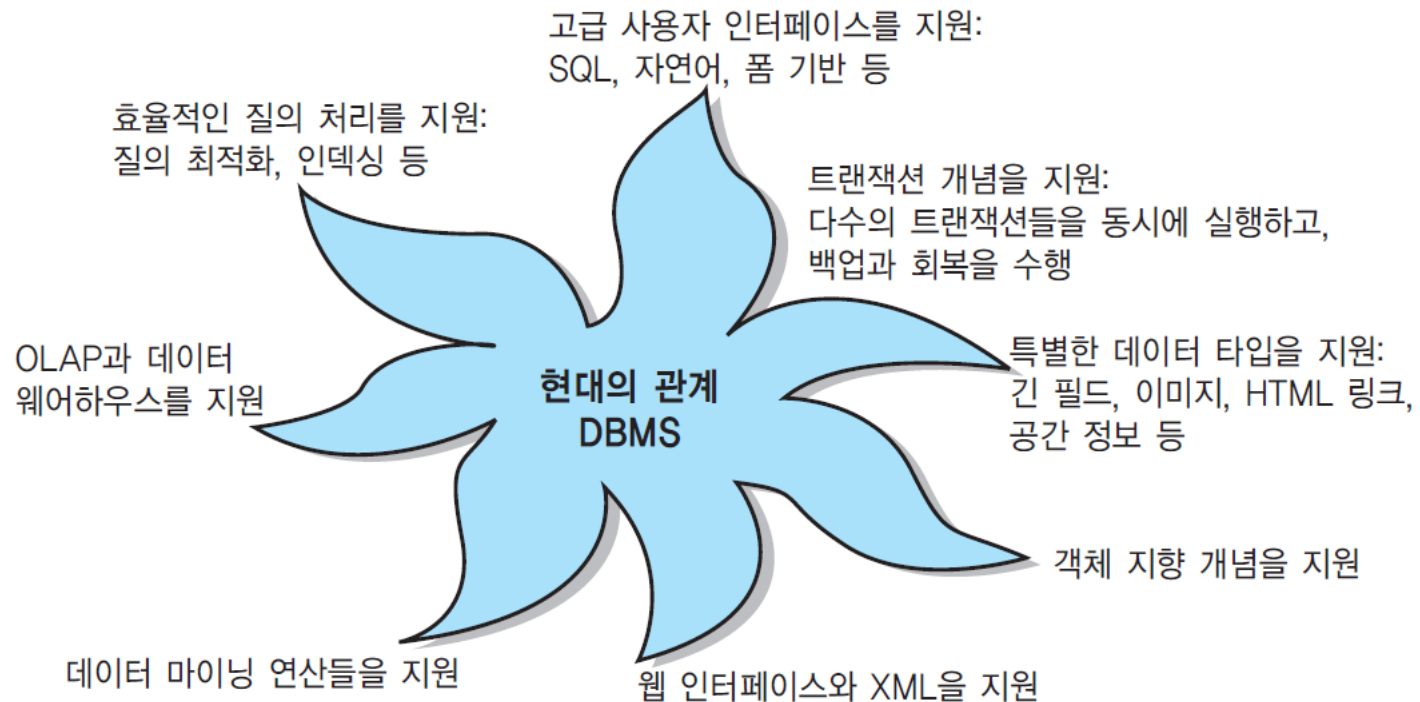 고급 사용자 인터페이스를 지원:
SQL, 자연어, 폼 기반 등
효율적인 질의 처리를 지원:
질의 최적화, 인덱싱 등
트랜잭션 개념을 지원:
다수의 트랜잭션들을 동시에 실행하고,
백업과 회복을 수행
OLAP과 데이터
웨어하우스를 지원
현대의 관계
DBMS
특별한 데이터 타입을 지원:
긴 필드, 이미지, HTML 링크,
공간 정보 등
객체 지향 개념을 지원
데이터 마이닝 연산들을 지원
웹 인터페이스와 XML을 지원